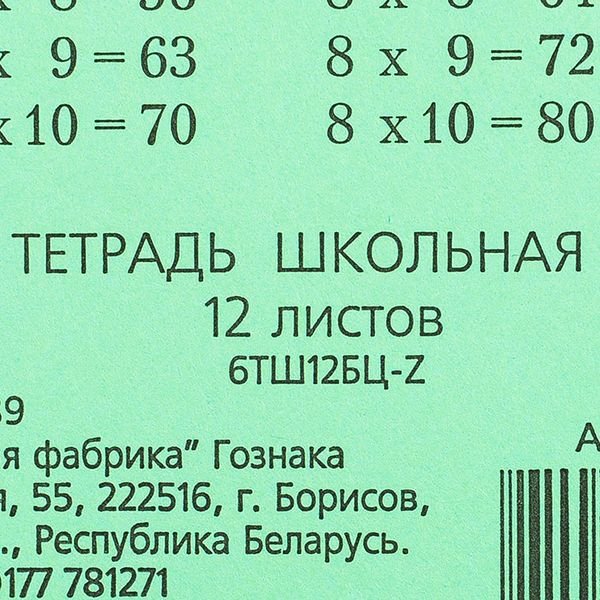 x 9 = 63 8 x 9 = 72
x 10 = 70 8 x 10 = 80
ТЕТРАДЬ ШКОЛЬНАЯ
12 ЛИСТОВ
6ТШ12БЦ-Z
фабрика” Гознака
55, 222516, г. Борисов,
Республика Беларусь.
177 781271